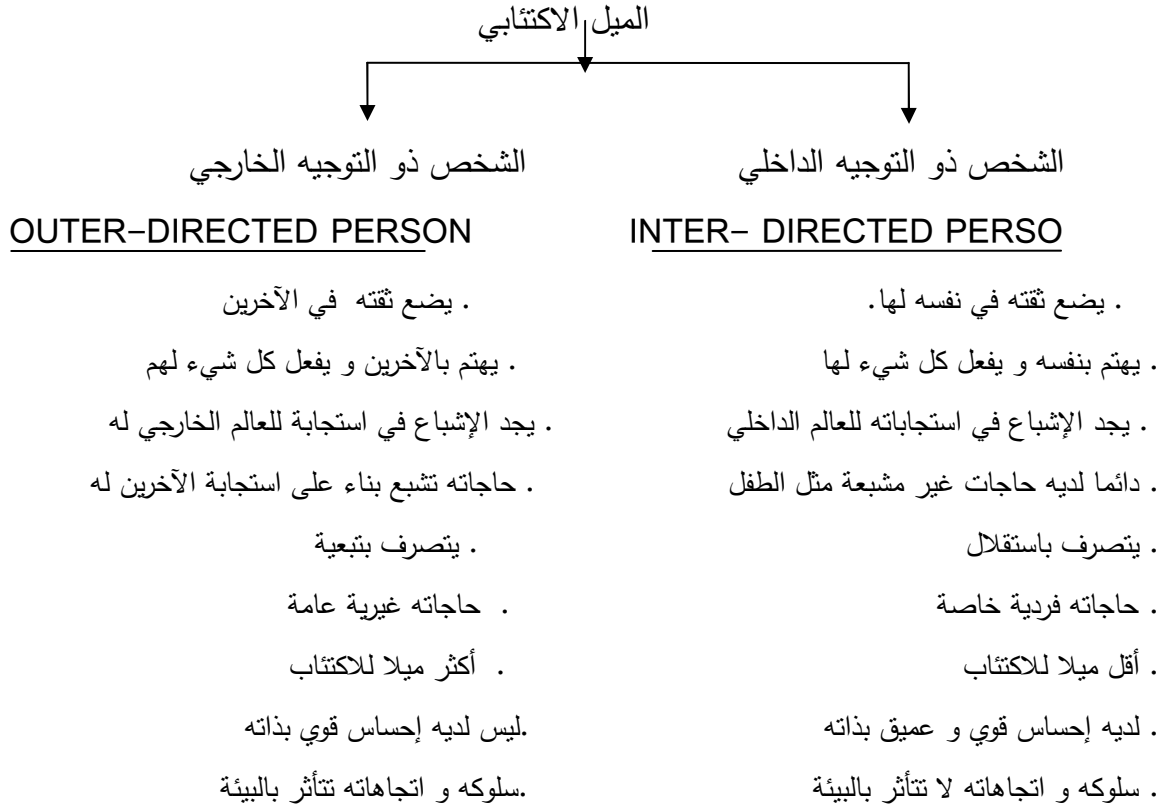 الميل الاكتئابي
الشخص ذو التوجيه الداخلي
الشخص ذو التوجيه الخارجي
INTER– DIRECTED PERSO
OUTER–DIRECTED PERSON
. يضع ثقته في نفسه لها.
. يضع ثقته في الآخرين
. يهتم بنفسه و يفعل كل شيء لها
. يهتم بالآخرين و يفعل كل شيء لهم
. يجد الإشباع في استجاباته للعالم الداخلي
. يجد الإشباع في استجابة للعالم الخارجي له
. دائما لديه حاجات غير مشبعة مثل الطفل
. حاجاته تشبع بناء على استجابة الآخرين له
. يتصرف باستقلال
. يتصرف بتبعية
. حاجاته فردية خاصة
. حاجاته غيرية عامة
. أقل ميلا للاكتئاب
. أكثر ميلا للاكتئاب
. لديه إحساس قوي و عميق بذاته
.ليس لديه إحساس قوي بذاته
. سلوكه و اتجاهاته لا تتأثر بالبيئة
.سلوكه و اتجاهاته تتأثر بالبيئة